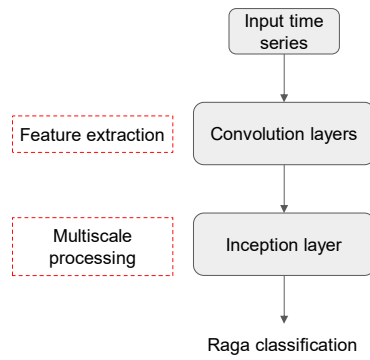 Input time
series
Feature extraction
Convolution layers
Multiscale
processing
Inception layer
Raga classification